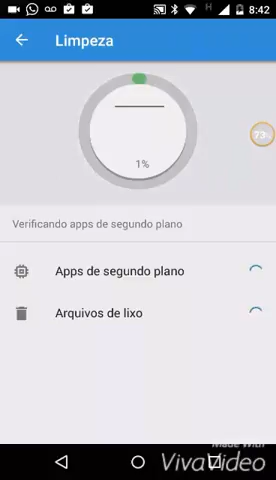 8:42
Limpeza
1%
73
Verificando apps de segundo plano
Apps de segundo plano
Arquivos de lixo
Made With
VivaVideo